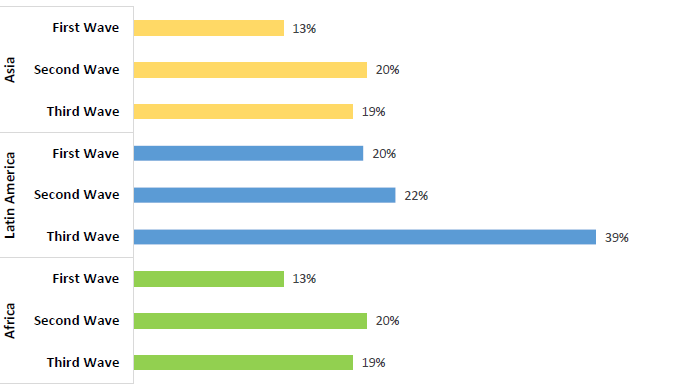 Asia
First Wave 13%
Second Wave 20%
Third Wave 19%
Latin America
First Wave 20%
Second Wave 22%
Third Wave 39%
Africa
First Wave 13%
Second Wave 20%
Third Wave 19%